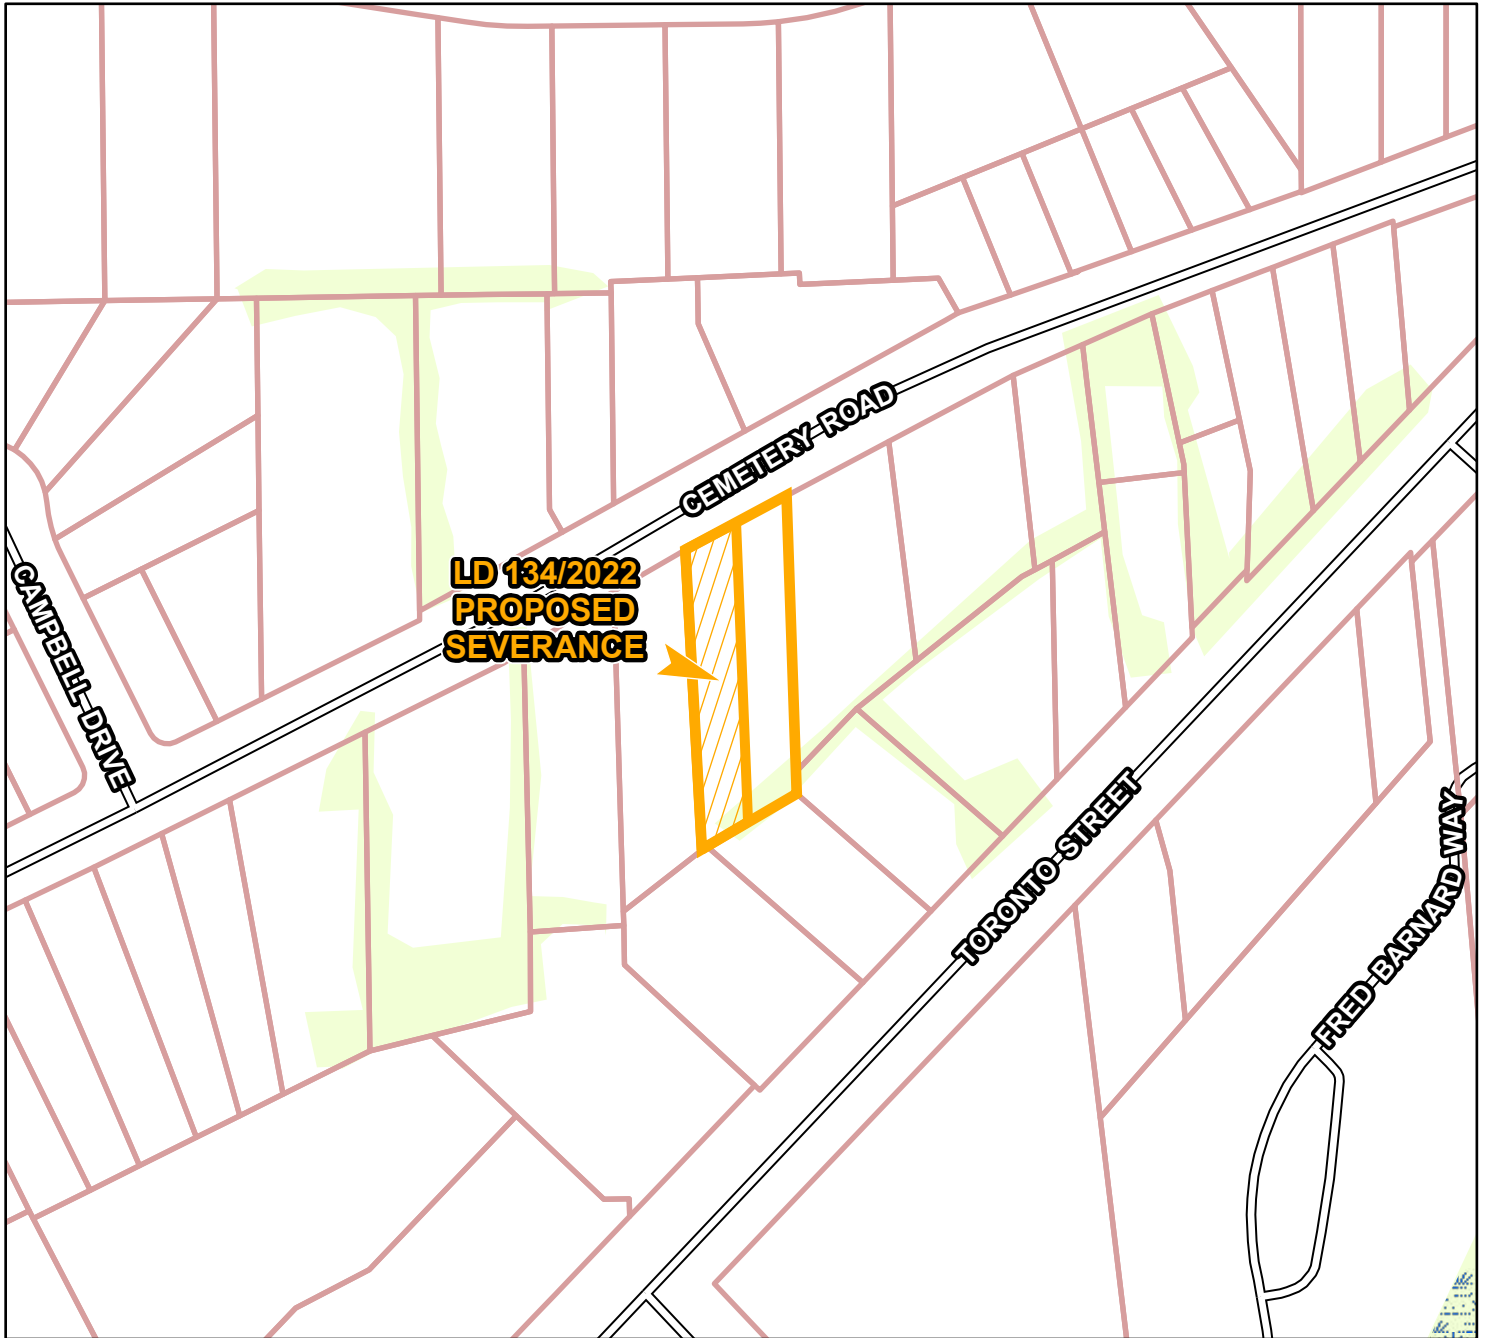 CEMETERY ROAD
LD 134/2022
PROPOSED
SEVERANCE
CAMPBELL DRIVE
TORONTO STREET
FRED BARNARD WAY